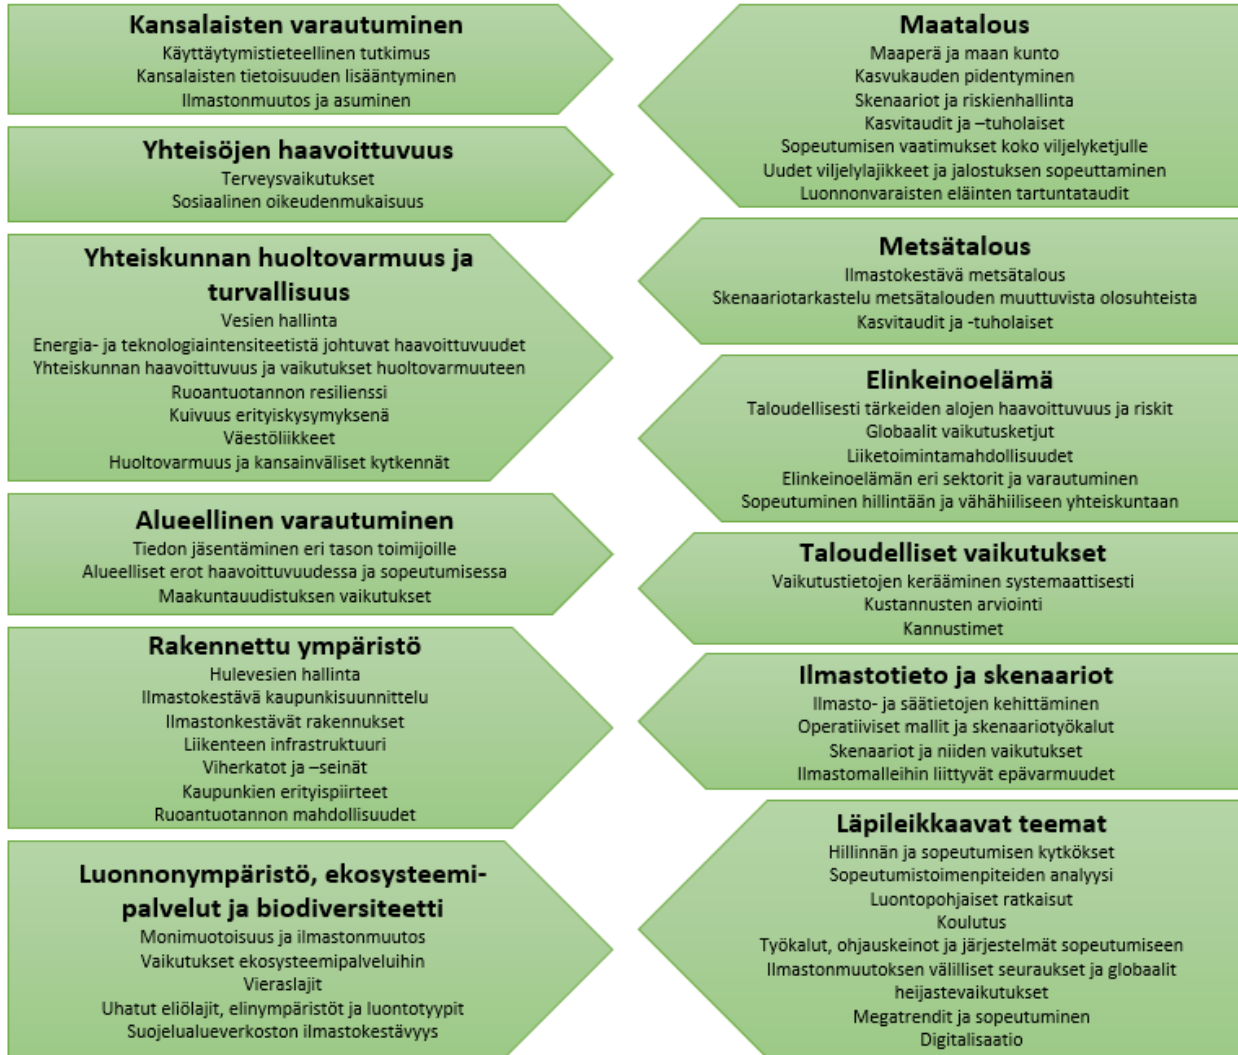 Kansalaisten varautuminen
Käyttäytymistieteellinen tutkimus
Kansalaisten tietoisuuden lisääntyminen
Ilmastonmuutos ja asuminen
Yhteisöjen haavoittuvuus
Terveysvaikutukset
Sosiaalinen oikeudenmukaisuus
Yhteiskunnan huoltovarmuus ja
turvallisuus
Vesien hallinta
Energia- ja teknologiaintensiteetistä johtuvat haavoittuvuudet
Yhteiskunnan haavoittuvuus ja vaikutukset huoltovarmuuteen
Ruoantuotannon resilienssi
Kuivuus erityiskysymyksenä
Väestöliikkeet
Huoltovarmuus ja kansainväliset kytkennät
Alueellinen varautuminen
Tiedon jäsentäminen eri tason toimijoille
Alueelliset erot haavoittuvuudessa ja sopeutumisessa
Maakuntauudistuksen vaikutukset
Rakennettu ympäristö
Hulevesien hallinta
Ilmastokestävä kaupunkisuunnittelu
Ilmastonkestävät rakennukset
Liikenteen infrastruktuuri
Viherkatot ja –seinät
Kaupunkien erityispiirteet
Ruoantuotannon mahdollisuudet
Luonnonympäristö, ekosysteemi-
palvelut ja biodiversiteetti
Monimuotoisuus ja ilmastonmuutos
Vaikutukset ekosysteemipalveluihin
Vieraslajit
Uhatut eliölajit, elinympäristöt ja luontotyypit
Suojelualueverkoston ilmastokestävyys
Maatalous
Maaperä ja maan kunto
Kasvukauden pidentyminen
Skenaariot ja riskienhallinta
Kasvitaudit ja –tuholaiset
Sopeutumisen vaatimukset koko viljelyketjulle
Uudet viljelylajikkeet ja jalostuksen sopeuttaminen
Luonnonvaraisten eläinten tartuntataudit
Metsätalous
Ilmastokestävä metsätalous
Skenaariotarkastelu metsätalouden muuttuvista olosuhteista
Kasvitaudit ja -tuholaiset
Elinkeinoelämä
Taloudellisesti tärkeiden alojen haavoittuvuus ja riskit
Globaalit vaikutusketjut
Liiketoimintamahdollisuudet
Elinkeinoelämän eri sektorit ja varautuminen
Sopeutuminen hillintään ja vähähiiliseen yhteiskuntaan
Taloudelliset vaikutukset
Vaikutustietojen kerääminen systemaattisesti
Kustannusten arviointi
Kannustimet
Ilmastotieto ja skenaariot
Ilmasto- ja säätietojen kehittäminen
Operatiiviset mallit ja skenaariotyökalut
Skenaariot ja niiden vaikutukset
Ilmastomalleihin liittyvät epävarmuudet
Läpileikkaavat teemat
Hillinnän ja sopeutumisen kytkökset
Sopeutumistoimenpiteiden analyysi
Luontopohjaiset ratkaisut
Koulutus
Työkalut, ohjauskeinot ja järjestelmät sopeutumiseen
Ilmastonmuutoksen välilliset seuraukset ja globaalit
heijastevaikutukset
Megatrendit ja sopeutuminen
Digitalisaatio